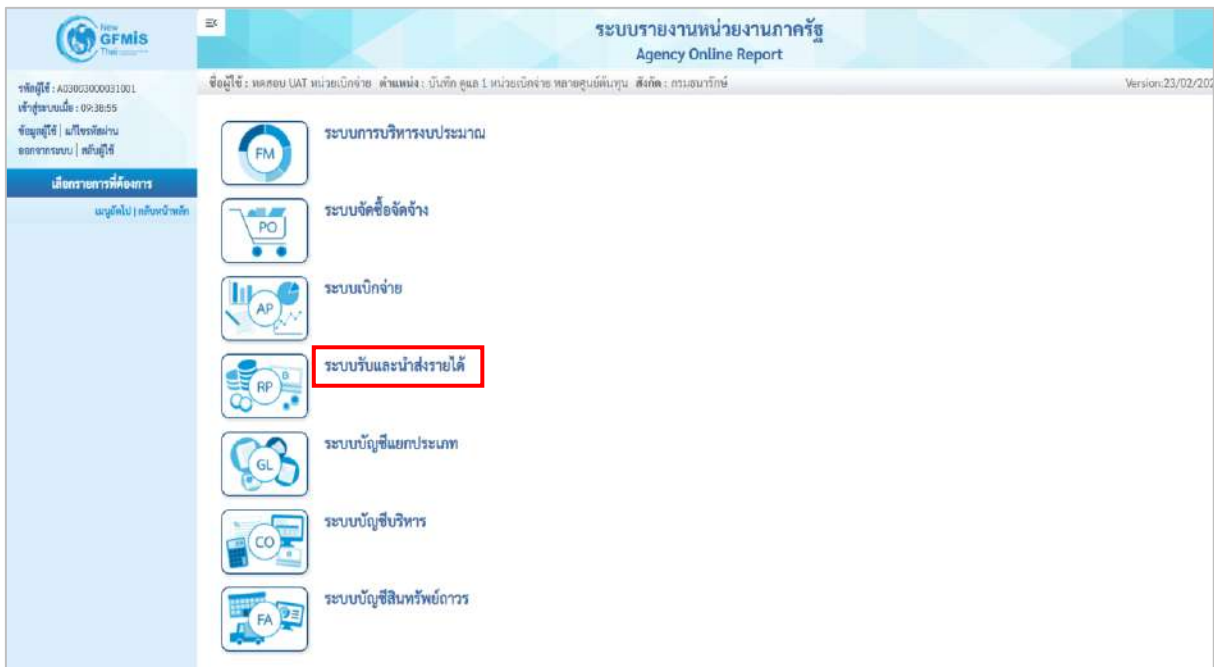 New
GFMIS
Thai
ระบบรายงานหน่วยงานภาครัฐ
Agency Online Report
รหัสผู้ใช้ : A03003000031001
เข้าสู่ระบบเมื่อ : 09:38:55
ข้อมูลผู้ใช้ | แก้ไขรหัสผ่าน
ออกจากระบบ | สลับผู้ใช้
เลือกรายการที่ต้องการ
เมนูถัดไป | กลับหน้าหลัก
ชื่อผู้ใช้ : ทดสอบ UAT หน่วยเบิกจ่าย ตำแหน่ง : บันทึก ดูแล 1 หน่วยเบิกจ่าย หลายศูนย์ต้นทุน สังกัด : กรมธนารักษ์
Version:23/02/202
FM
ระบบการบริหารงบประมาณ
PO
ระบบจัดซื้อจัดจ้าง
AP
ระบบเบิกจ่าย
RP
ระบบรับและนำส่งรายได้
GL
ระบบบัญชีแยกประเภท
CO
ระบบบัญชีบริหาร
FA
ระบบบัญชีสินทรัพย์ถาวร